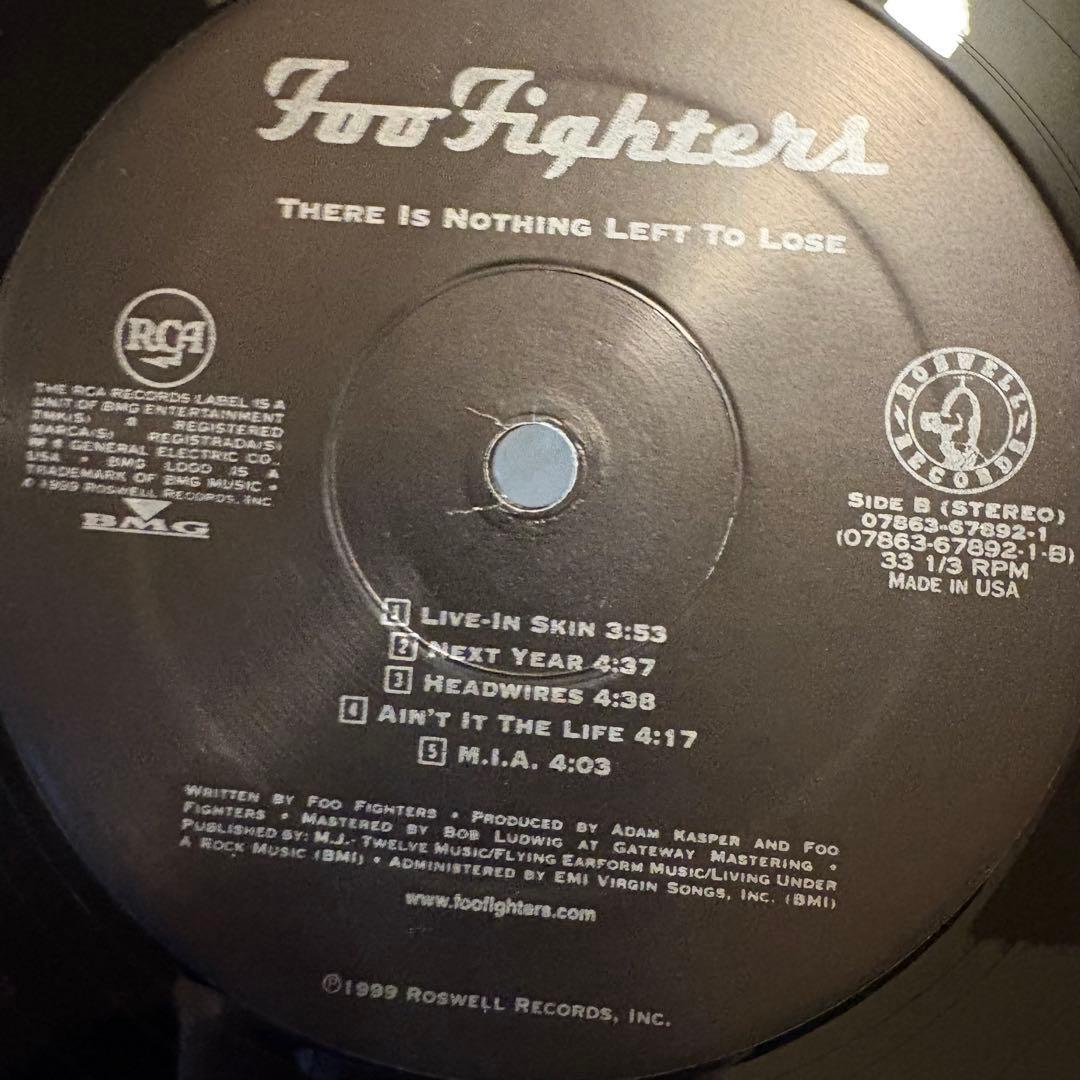 Foo Fighters
THERE IS NOTHING LEFT TO LOSE
RCA
THE RCA RECORDS LABEL IS A
UNIT OF BMG ENTERTAINMENT
TMK(S) ® REGISTERED
MARCA(S) REGISTRADA(S)
® GENERAL ELECTRIC CO.
USA • BMG LOGO IS A
TRADEMARK OF BMG MUSIC •
© 1999 ROSWELL RECORDS, INC
BMG
ROSWELL
RECORDS
SIDE B (STEREO)
07863-67892-1
(07863-67892-1-B)
33 1/3 RPM
MADE IN USA
1 LIVE-IN SKIN 3:53
2 NEXT YEAR 4:37
3 HEADWIRES 4:38
4 AIN'T IT THE LIFE 4:17
5 M.I.A. 4:03
WRITTEN BY FOO FIGHTERS • PRODUCED BY ADAM KASPER AND FOO
FIGHTERS • MASTERED BY BOB LUDWIG AT GATEWAY MASTERING •
PUBLISHED BY: M.J.- TWELVE MUSIC/FLYING EARFORM MUSIC/LIVING UNDER
A ROCK MUSIC (BMI) • ADMINISTERED BY EMI VIRGIN SONGS, INC. (BMI)
www.foofighters.com
℗1999 ROSWELL RECORDS, INC.